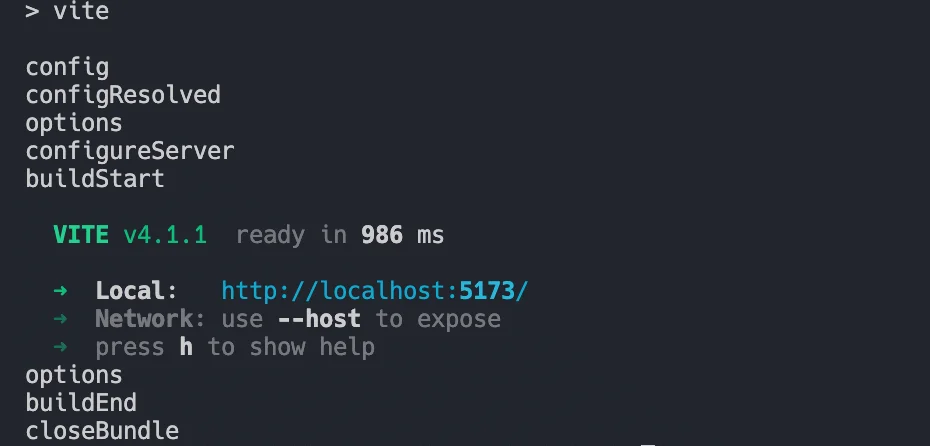 > vite
config
configResolved
options
configureServer
buildStart
VITE v4.1.1 ready in 986 ms
➜ Local: http://localhost:5173/
➜ Network: use --host to expose
➜ press h to show help
options
buildEnd
closeBundle